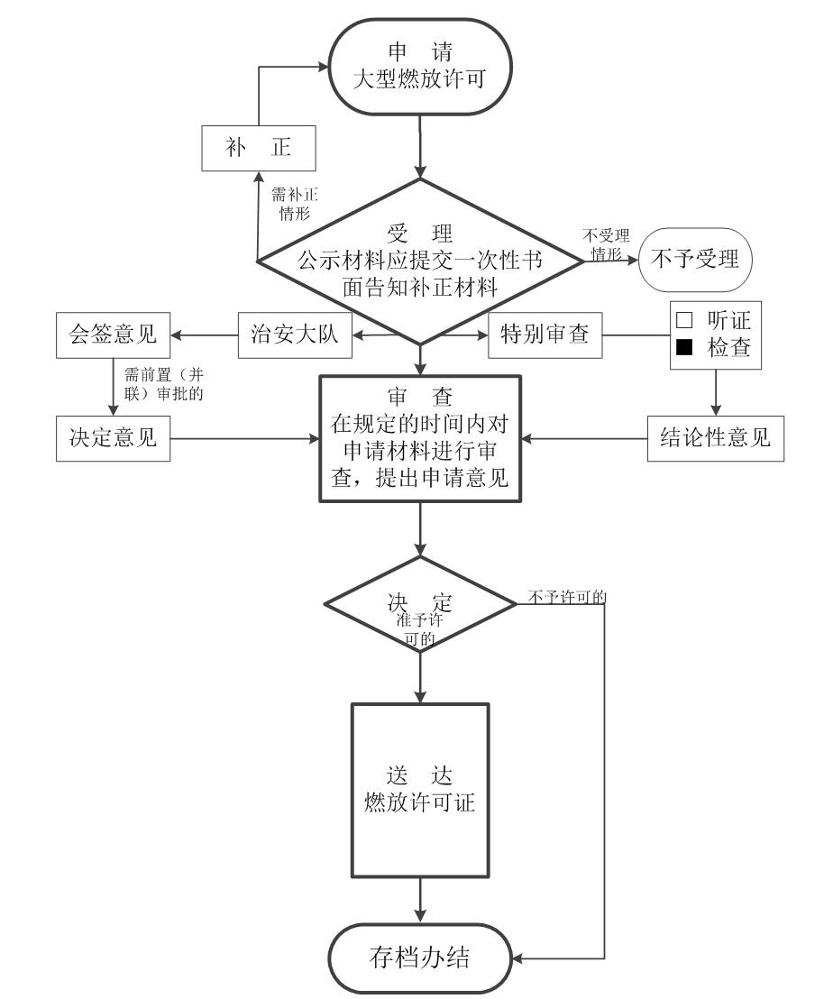 申 请
大型燃放许可
补 正
需补正
情形
受 理
公示材料应提交一次性书
面告知补正材料
不受理
情形
不予受理
会签意见
治安大队
特别审查
□ 听证
■ 检查
需前置（并
联）审批的
决定意见
审 查
在规定的时间内对
申请材料进行审
查，提出申请意见
结论性意见
决 定
准予许
可的
不予许可的
送 达
燃放许可证
存档办结